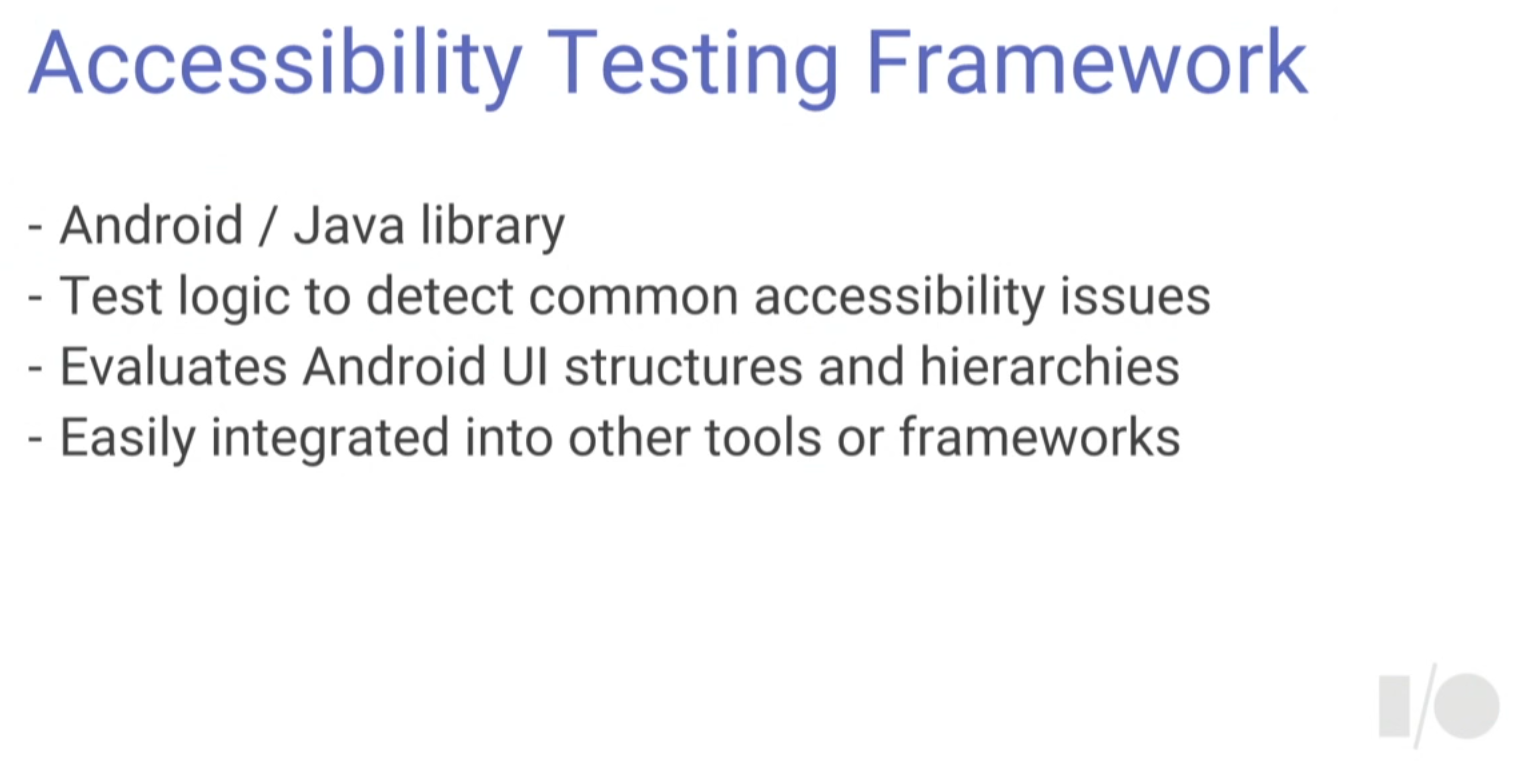 Accessibility Testing Framework
- Android / Java library
- Test logic to detect common accessibility issues
- Evaluates Android UI structures and hierarchies
- Easily integrated into other tools or frameworks
I/O